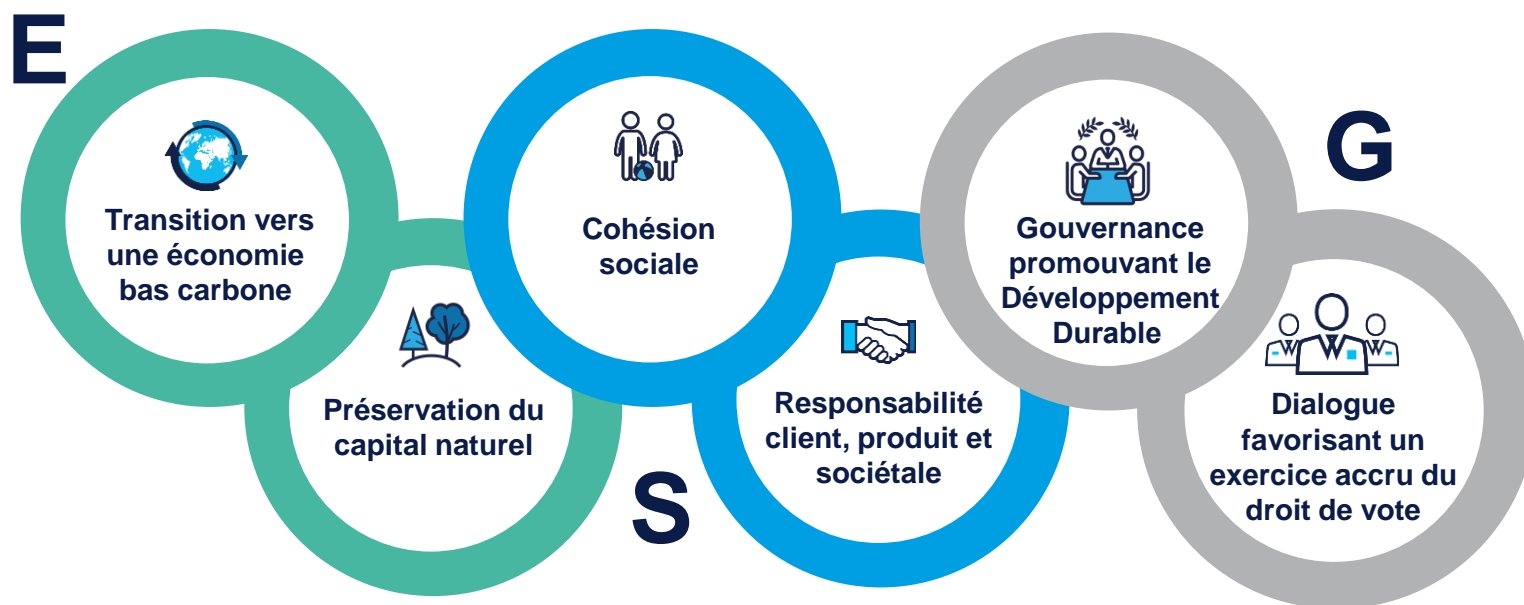 E
Transition vers
une économie
bas carbone
Préservation du
capital naturel
S
Cohésion
sociale
Responsabilité
client, produit et
sociétale
G
Gouvernance
promouvant le
Développement
Durable
Dialogue
favorisant un
exercice accru du
droit de vote